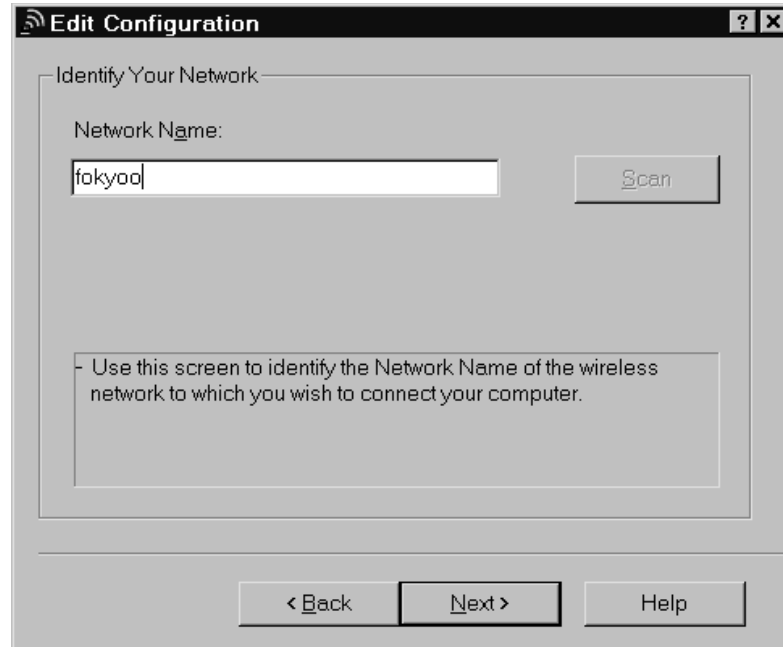 Edit Configuration
Identify Your Network
Network Name:
fokyoo
Scan
- Use this screen to identify the Network Name of the wireless
network to which you wish to connect your computer.
< Back
Next >
Help